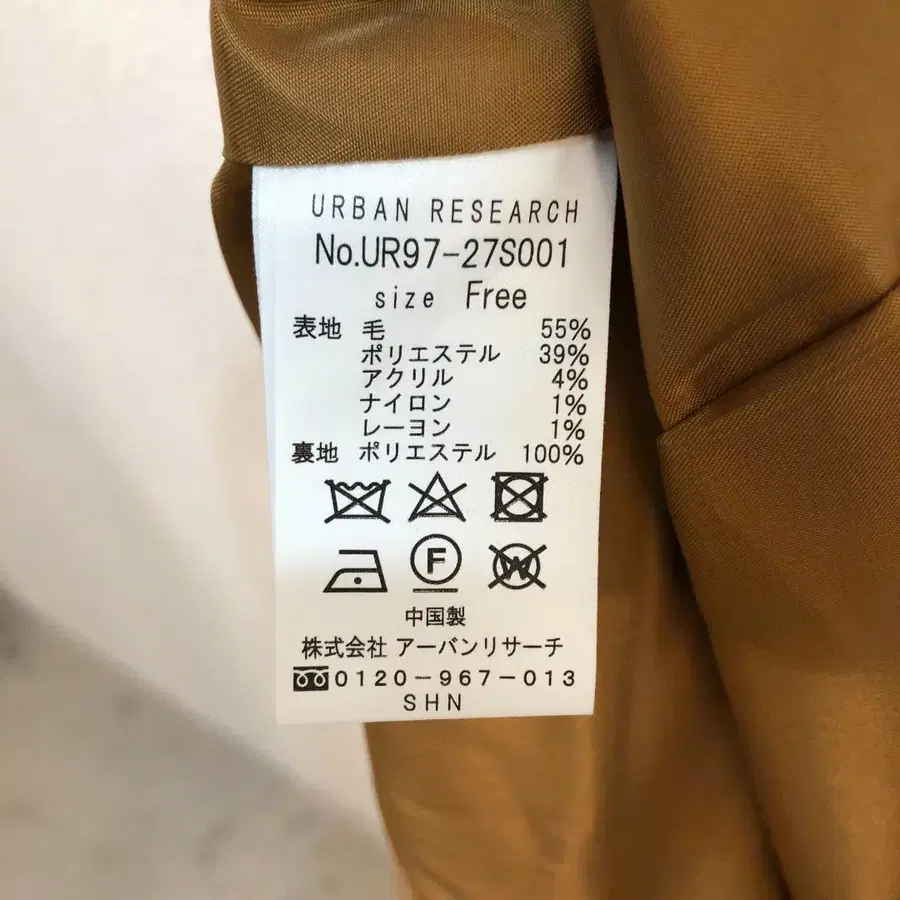 URBAN RESEARCH
No.UR97-27S001
size Free
表地 毛 55%
ポリエステル 39%
アクリル 4%
ナイロン 1%
レーヨン 1%
裏地 ポリエステル 100%
F W
中国製
株式会社 アーバンリサーチ
0120-967-013
SHN